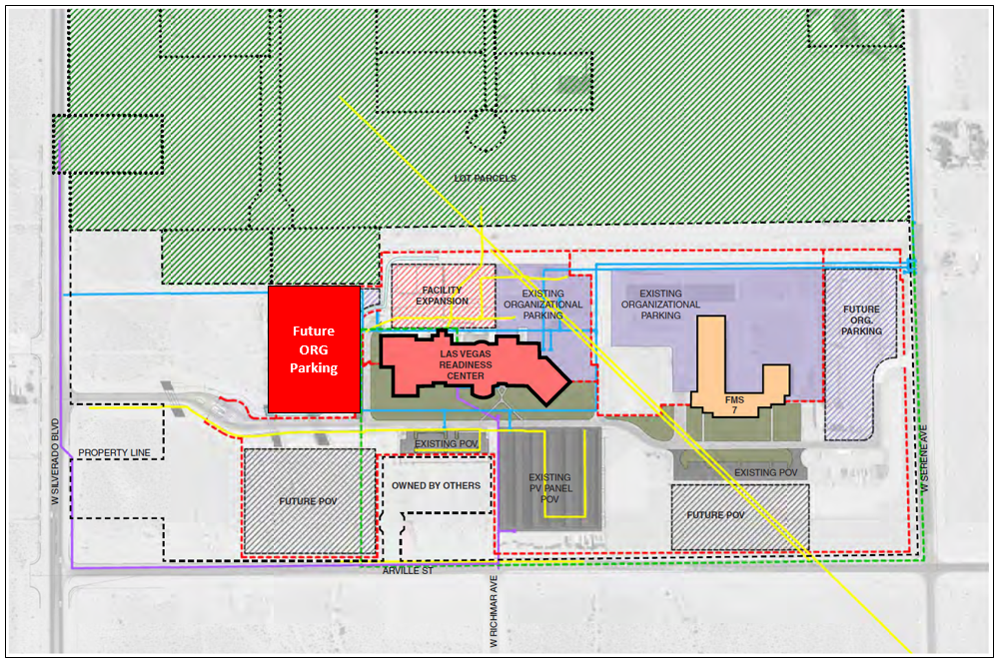 LOT PARCELS
FACILITY
EXPANSION
EXISTING
ORGANIZATIONAL
PARKING
EXISTING
ORGANIZATIONAL
PARKING
FUTURE
ORG.
PARKING
Future
ORG
Parking
LAS VEGAS
READINESS
CENTER
FMS
7
W SILVERADO BLVD
PROPERTY LINE
EXISTING POV
OWNED BY OTHERS
EXISTING
PV PANEL
POV
EXISTING POV
FUTURE POV
FUTURE POV
W SERENE AVE
ARVILLE ST
W RICHMAR AVE